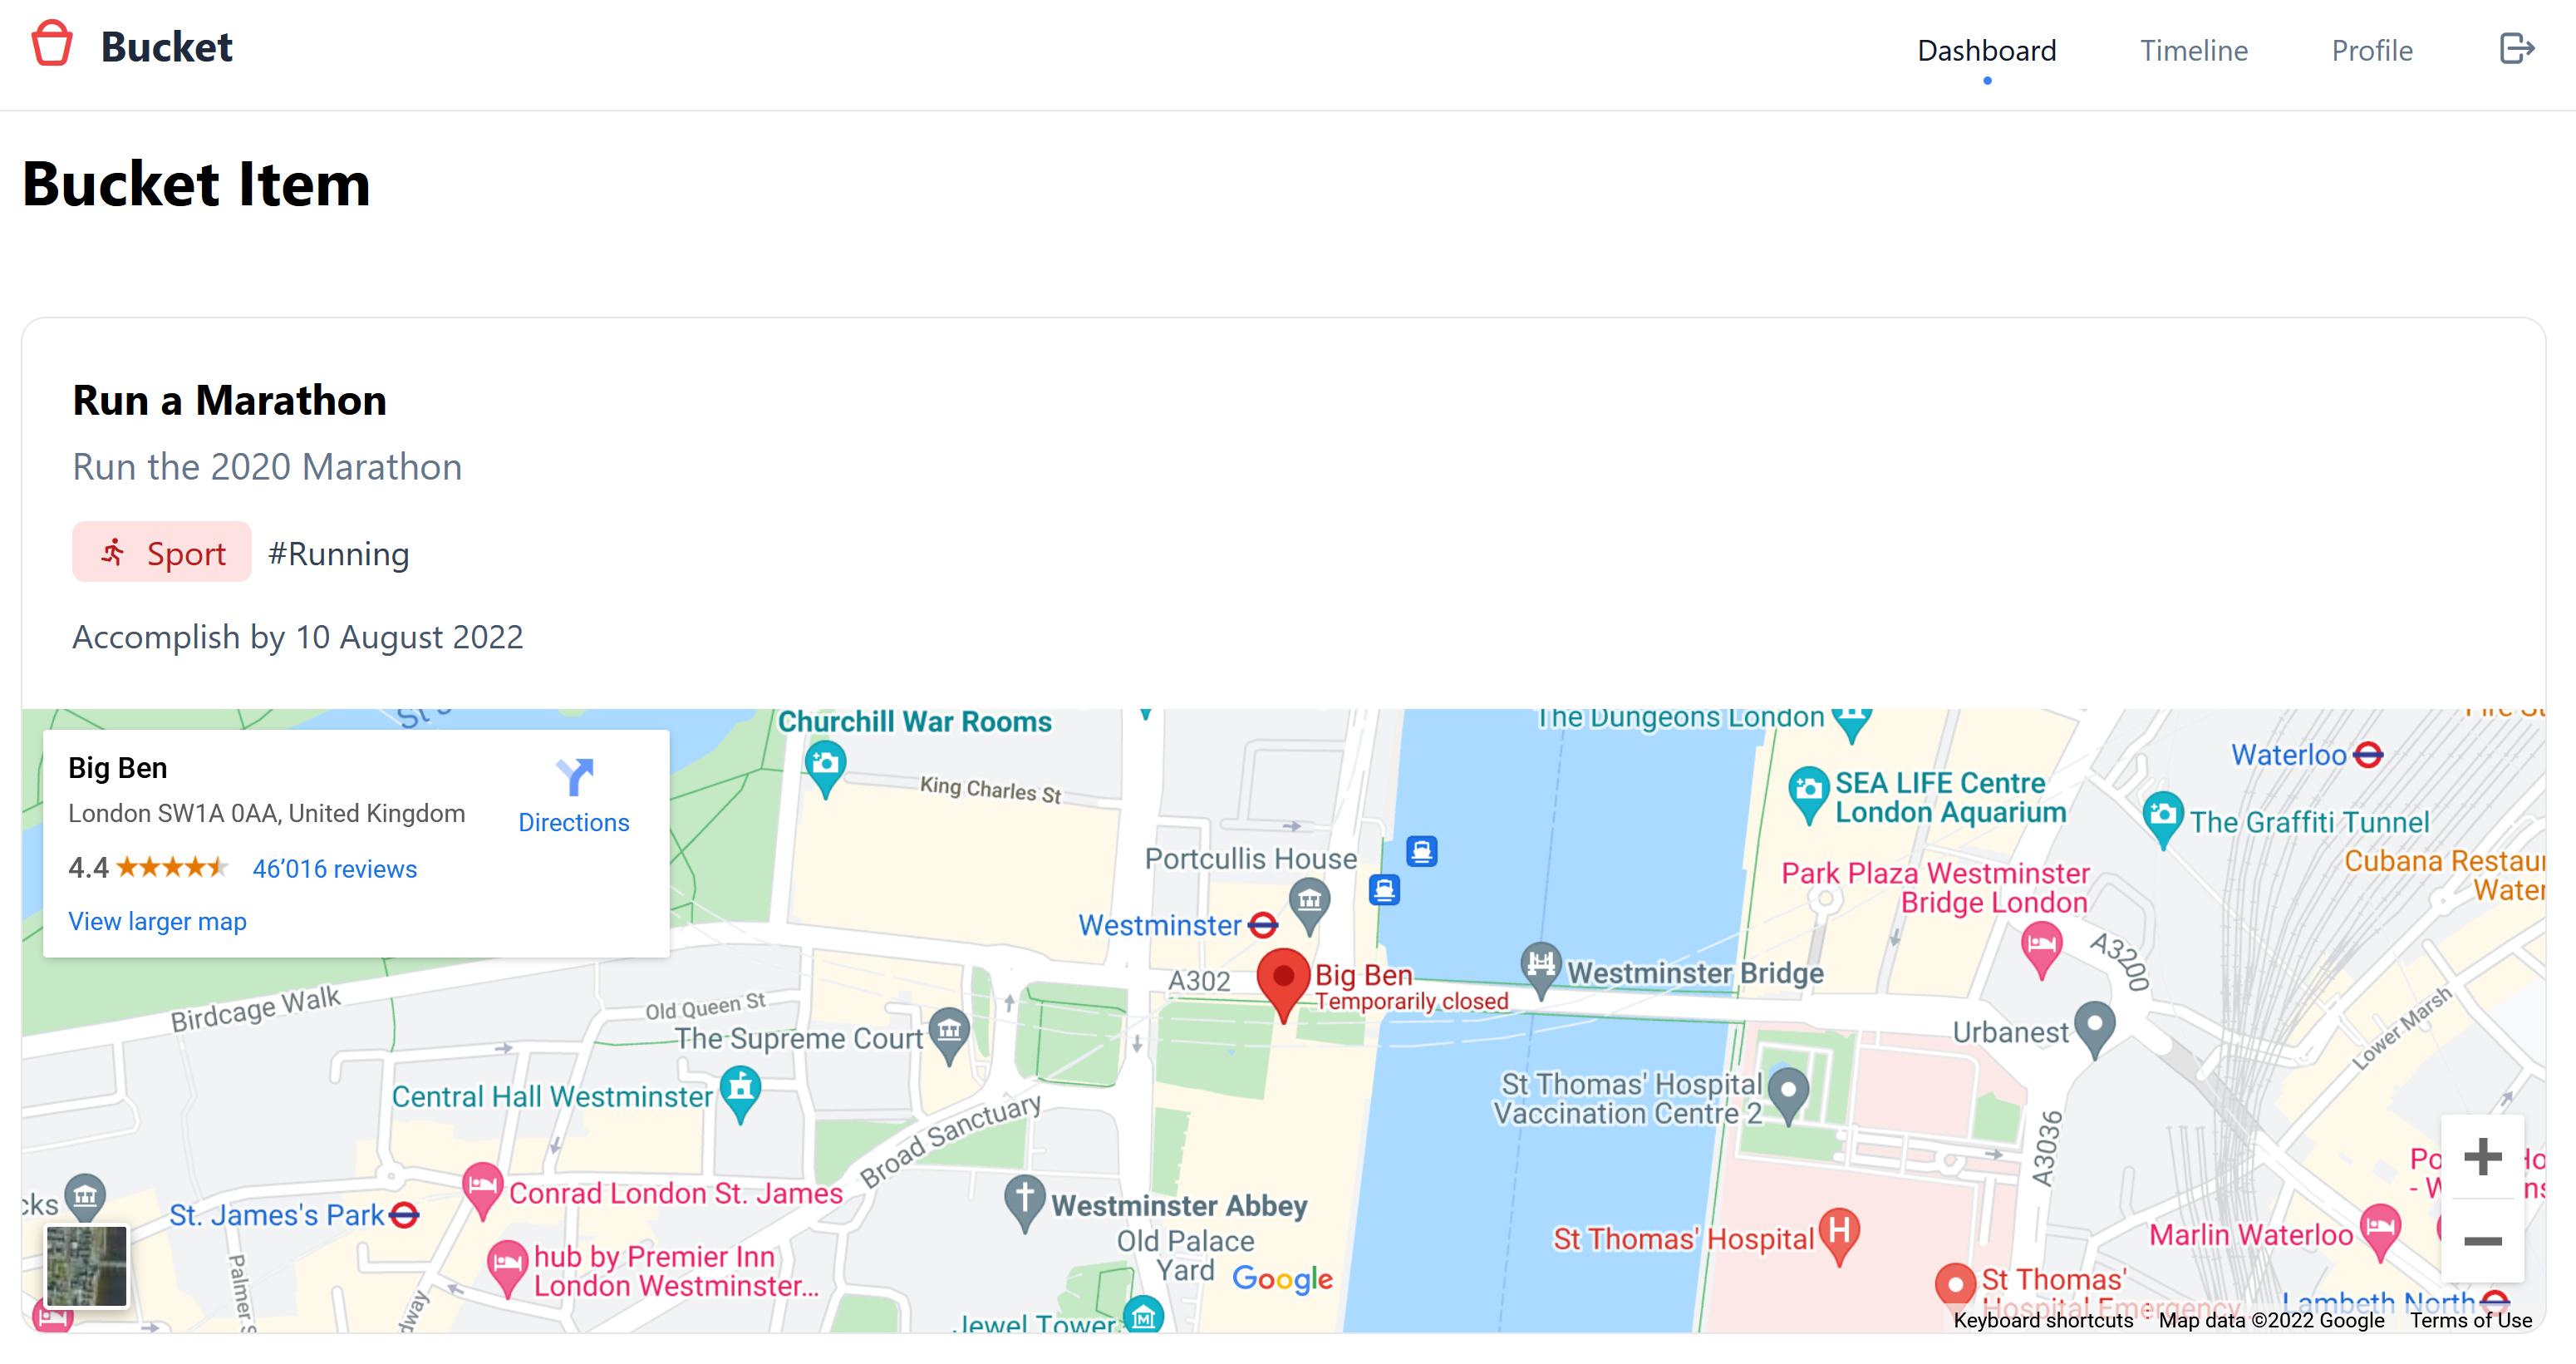 Bucket
Dashboard
Timeline
Profile
Bucket Item
Run a Marathon
Run the 2020 Marathon
Sport
#Running
Accomplish by 10 August 2022
Big Ben
London SW1A 0AA, United Kingdom
Directions
4.4
46’016 reviews
View larger map
Churchill War Rooms
King Charles St
The Dungeons London
Waterloo
SEA LIFE Centre
London Aquarium
The Graffiti Tunnel
Portcullis House
Park Plaza Westminster
Bridge London
Cubana
Westminster
A3200
A302
Big Ben
Temporarily closed
Westminster Bridge
Birdcage Walk
Old Queen St
The Supreme Court
Urbanest
Lower Marsh
Central Hall Westminster
St Thomas' Hospital
Vaccination Centre 2
Broad Sanctuary
A3036
Conrad London St. James
St. James's Park
Westminster Abbey
Old Palace
Yard
Google
St Thomas' Hospital
Marlin Waterloo
hub by Premier Inn
London Westminster...
Palmer
St Thomas'
Hospital Emergency
Lambeth North
Jewel Tower
Keyboard shortcuts
Map data ©2022 Google
Terms of Use